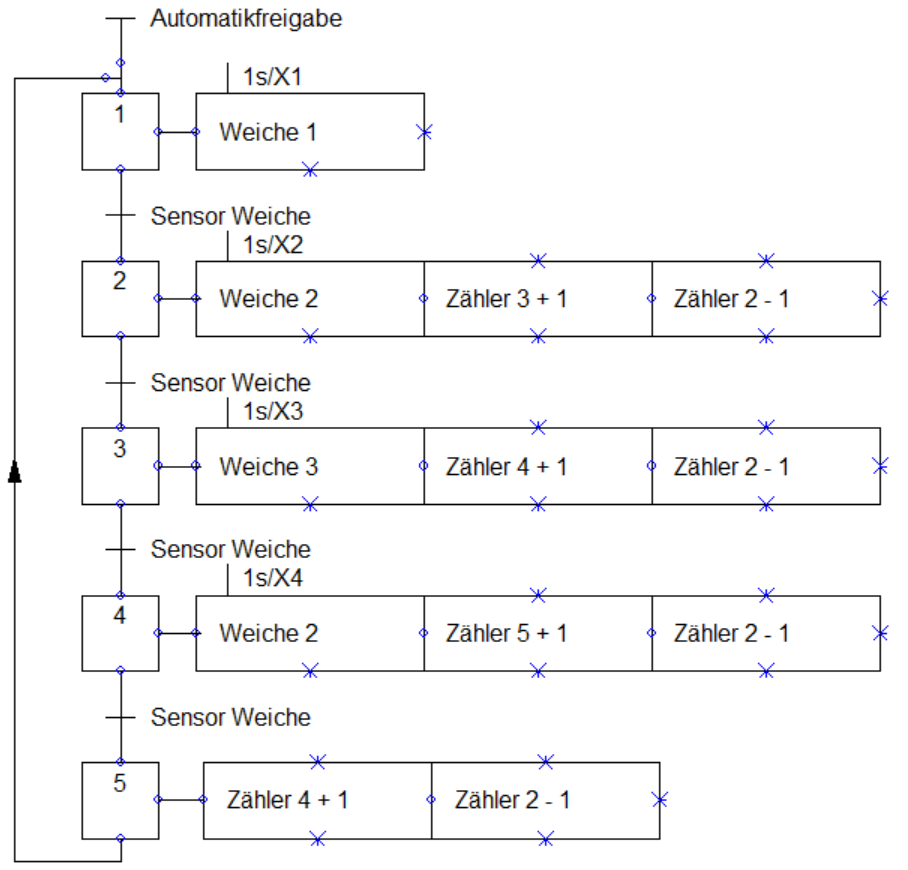 Automatikfreigabe
1s/X1
1
Weiche 1
Sensor Weiche
1s/X2
2
Weiche 2
Zähler 3 + 1
Zähler 2 - 1
Sensor Weiche
1s/X3
3
Weiche 3
Zähler 4 + 1
Zähler 2 - 1
Sensor Weiche
1s/X4
4
Weiche 2
Zähler 5 + 1
Zähler 2 - 1
Sensor Weiche
5
Zähler 4 + 1
Zähler 2 - 1